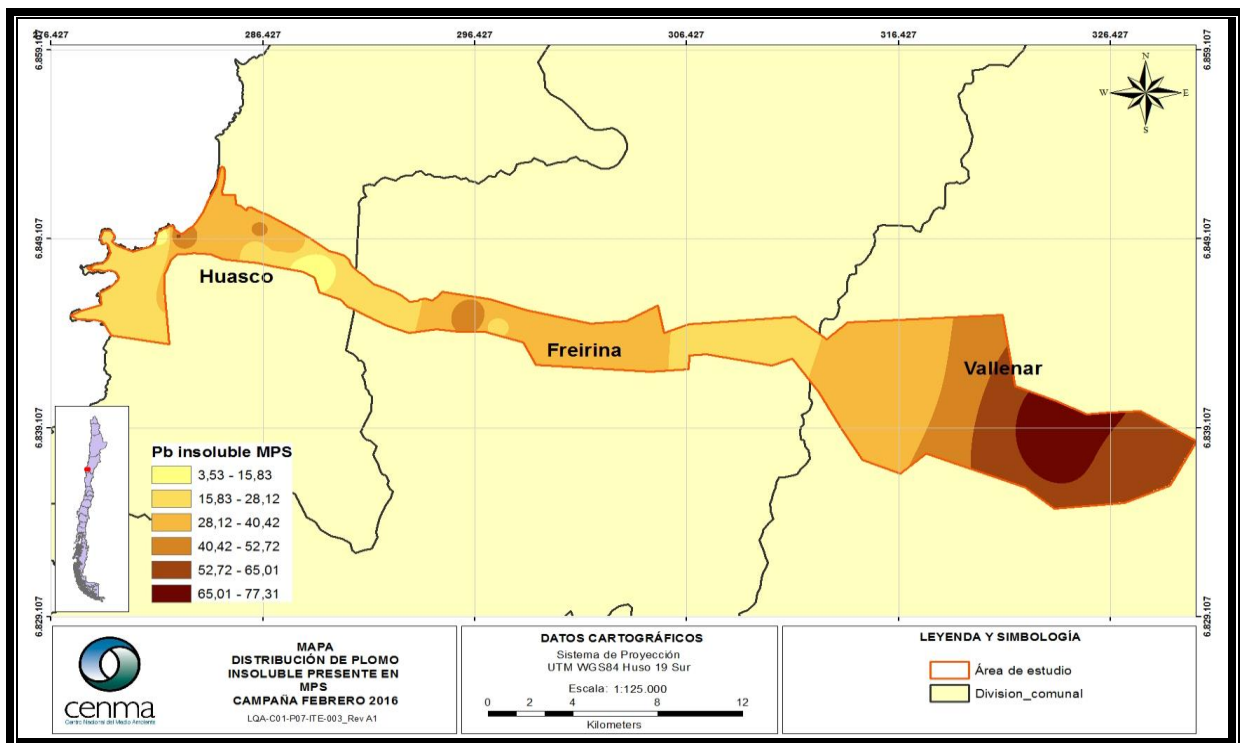 276.427 286.427 296.427 306.427 316.427 326.427
6.859.107 6.859.107
N
W E
S
6.849.107 6.849.107
Huasco
Freirina
Vallenar
6.839.107 6.839.107
Pb insoluble MPS
3,53 - 15,83
15,83 - 28,12
28,12 - 40,42
40,42 - 52,72
52,72 - 65,01
65,01 - 77,31
6.829.107 6.829.107
cenma
Centro Nacional del Medio Ambiente
MAPA
DISTRIBUCIÓN DE PLOMO
INSOLUBLE PRESENTE EN
MPS
CAMPAÑA FEBRERO 2016
LQA-C01-P07-ITE-003_Rev A1
DATOS CARTOGRÁFICOS
Sistema de Proyección
UTM WGS84 Huso 19 Sur
Escala: 1:125.000
0 2 4 8 12
Kilometers
LEYENDA Y SIMBOLOGÍA
Área de estudio
Division_comunal